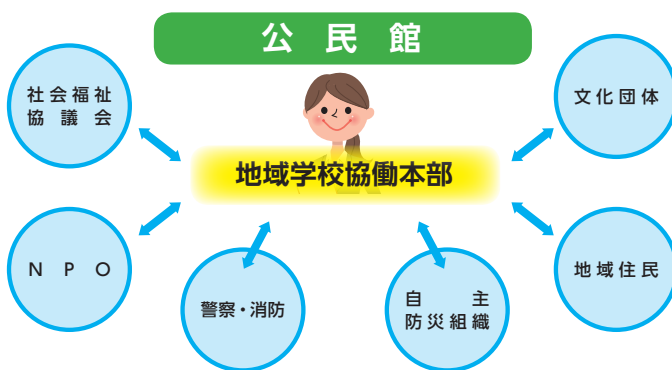 公民館
社会福祉
協議会
文化団体
地域学校協働本部
NPO
地域住民
警察・消防
自主
防災組織